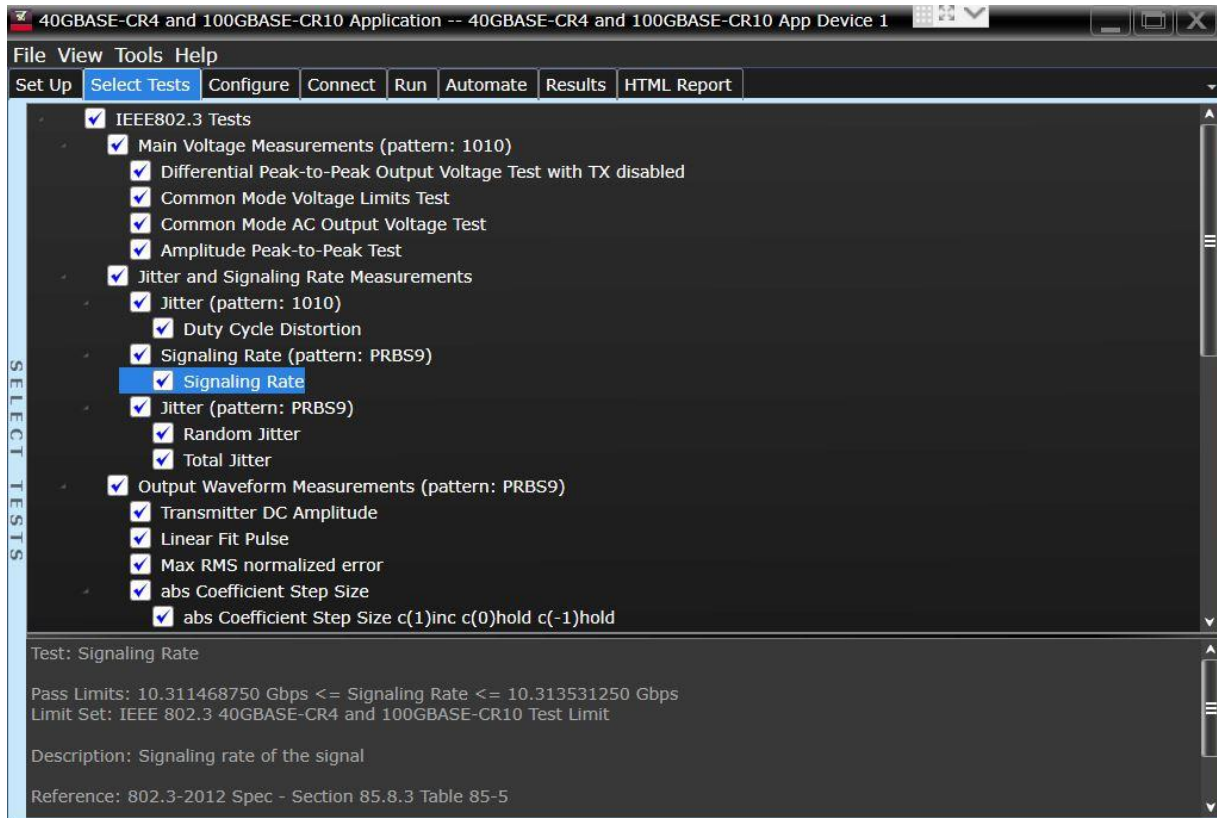 40GBASE-CR4 and 100GBASE-CR10 Application -- 40GBASE-CR4 and 100GBASE-CR10 App Device 1
File View Tools Help
Set Up Select Tests Configure Connect Run Automate Results HTML Report
IEEE802.3 Tests
Main Voltage Measurements (pattern: 1010)
Differential Peak-to-Peak Output Voltage Test with TX disabled
Common Mode Voltage Limits Test
Common Mode AC Output Voltage Test
Amplitude Peak-to-Peak Test
Jitter and Signaling Rate Measurements
Jitter (pattern: 1010)
Duty Cycle Distortion
Signaling Rate (pattern: PRBS9)
Signaling Rate
Jitter (pattern: PRBS9)
Random Jitter
Total Jitter
Output Waveform Measurements (pattern: PRBS9)
Transmitter DC Amplitude
Linear Fit Pulse
Max RMS normalized error
abs Coefficient Step Size
abs Coefficient Step Size c(1)inc c(0)hold c(-1)hold
SELECT TESTS
Test: Signaling Rate
Pass Limits: 10.311468750 Gbps <= Signaling Rate <= 10.313531250 Gbps
Limit Set: IEEE 802.3 40GBASE-CR4 and 100GBASE-CR10 Test Limit
Description: Signaling rate of the signal
Reference: 802.3-2012 Spec - Section 85.8.3 Table 85-5